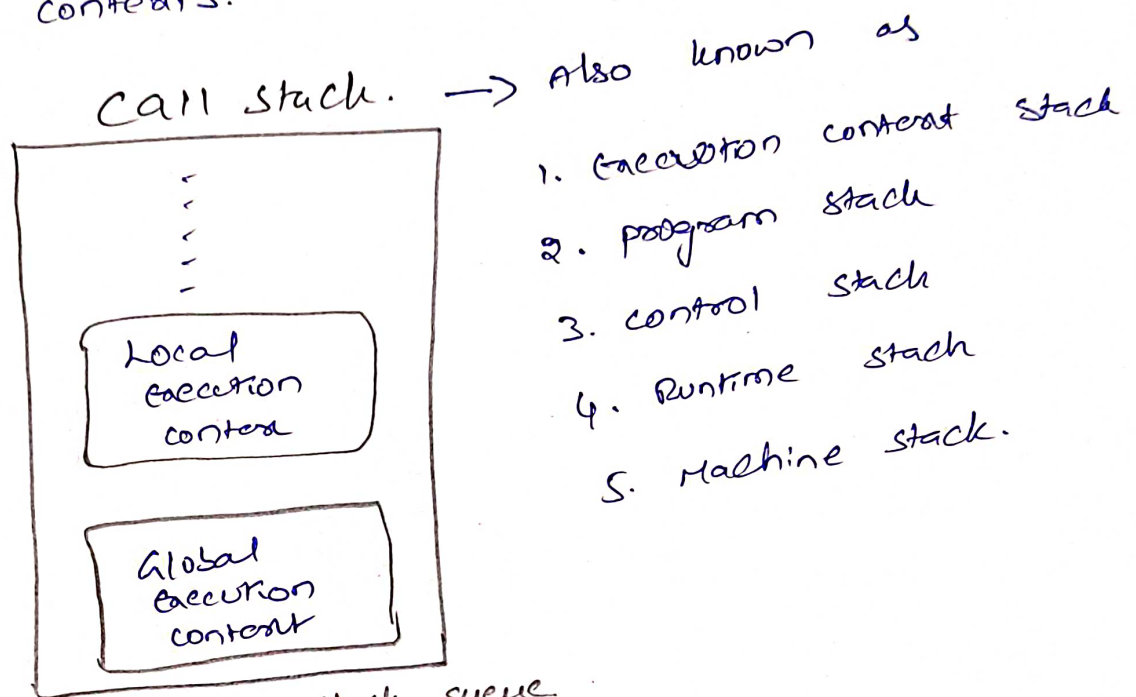 contexts.
Call stack. → Also known as
1. Execution context stack
2. program stack
3. control stack
4. Runtime stack
5. Machine stack.
Local
execution
context
Global
execution
context
queue